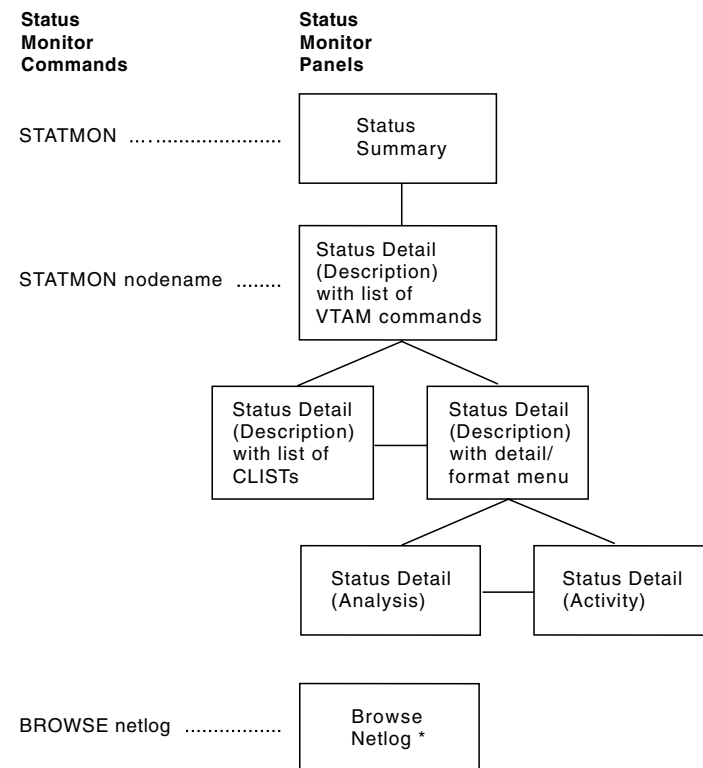 Status
Monitor
Commands
Status
Monitor
Panels
STATMON .... ......................
Status
Summary
STATMON nodename ........
Status Detail
(Description)
with list of
VTAM commands
Status Detail
(Description)
with list of
CLISTs
Status Detail
(Description)
with detail/
format menu
Status Detail
(Analysis)
Status Detail
(Activity)
BROWSE netlog .................
Browse
Netlog *